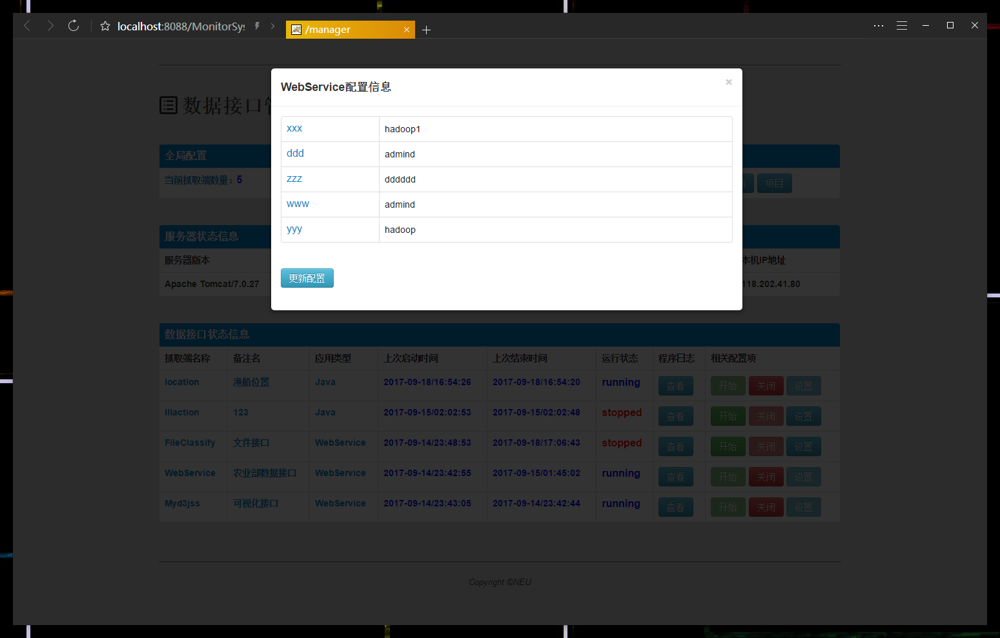 localhost:8088/MonitorSys
/manager
WebService配置信息
xxx hadoop1
ddd admind
zzz dddddd
www admind
yyy hadoop
更新配置
数据接口
全局配置
当前抓取端数量：5 项目
服务器状态信息
服务器版本 本机IP地址
Apache Tomcat/7.0.27 118.202.41.80
数据接口状态信息
抓取端名称 备注名 应用类型 上次启动时间 上次结束时间 运行状态 程序日志 相关配置项
location 渔船位置 Java 2017-09-18/16:54:26 2017-09-18/16:54:20 running 查看 开始 关闭 设置
Illaction 123 Java 2017-09-15/02:02:53 2017-09-15/02:02:48 stopped 查看 开始 关闭 设置
FileClassify 文件接口 WebService 2017-09-14/23:48:53 2017-09-18/17:06:43 stopped 查看 开始 关闭 设置
WebService 农业部数据接口 WebService 2017-09-14/23:42:55 2017-09-15/01:45:02 running 查看 开始 关闭 设置
Myd3jss 可视化接口 WebService 2017-09-14/23:43:05 2017-09-14/23:42:44 running 查看 开始 关闭 设置
Copyright ©NEU